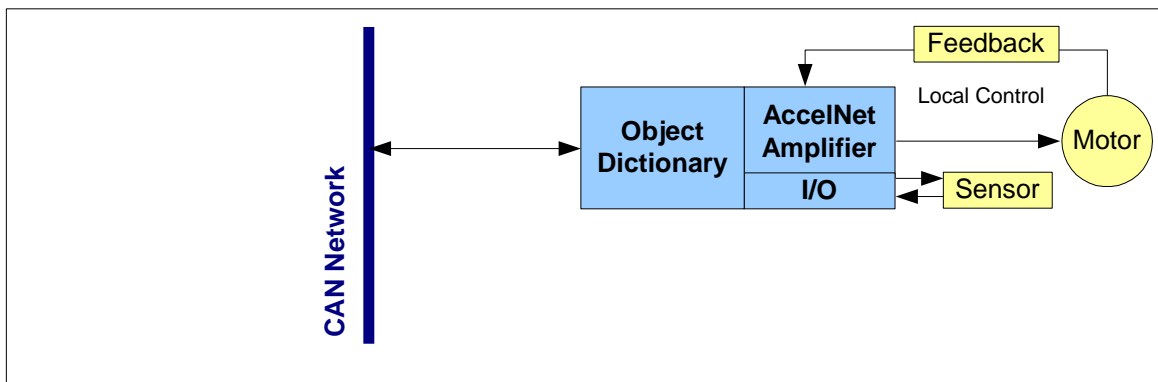 Feedback
Local Control
Object
Dictionary
AccelNet
Amplifier
I/O
Motor
Sensor
CAN Network